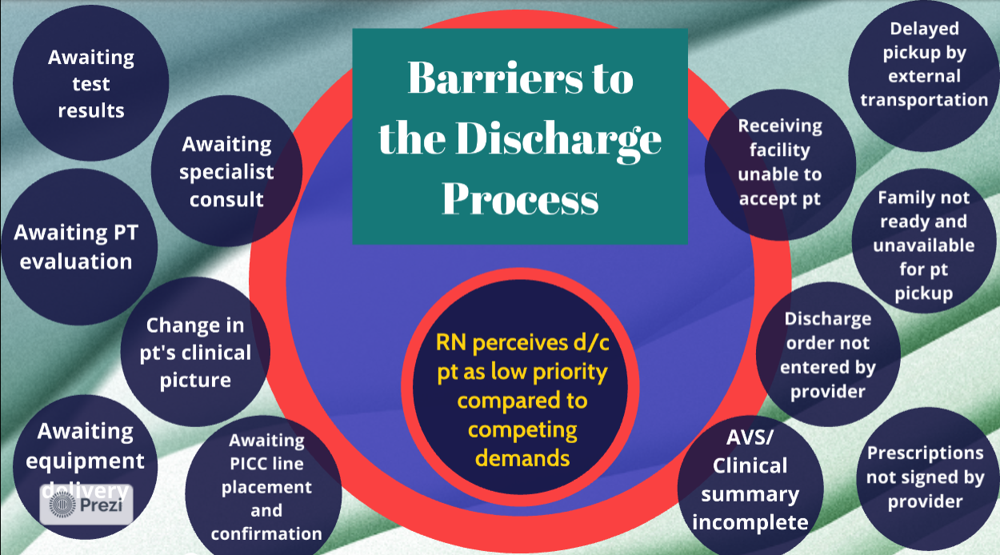 Barriers to
the Discharge
Process
Awaiting
test
results
Awaiting
specialist
consult
Awaiting PT
evaluation
Change in
pt's clinical
picture
Awaiting
equipment
delivery
Prezi
Awaiting
PICC line
placement
and
confirmation
RN perceives d/c
pt as low priority
compared to
competing
demands
Delayed
pickup by
external
transportation
Receiving
facility
unable to
accept pt
Family not
ready and
unavailable
for pt
pickup
Discharge
order not
entered by
provider
AVS/
Clinical
summary
incomplete
Prescriptions
not signed by
provider